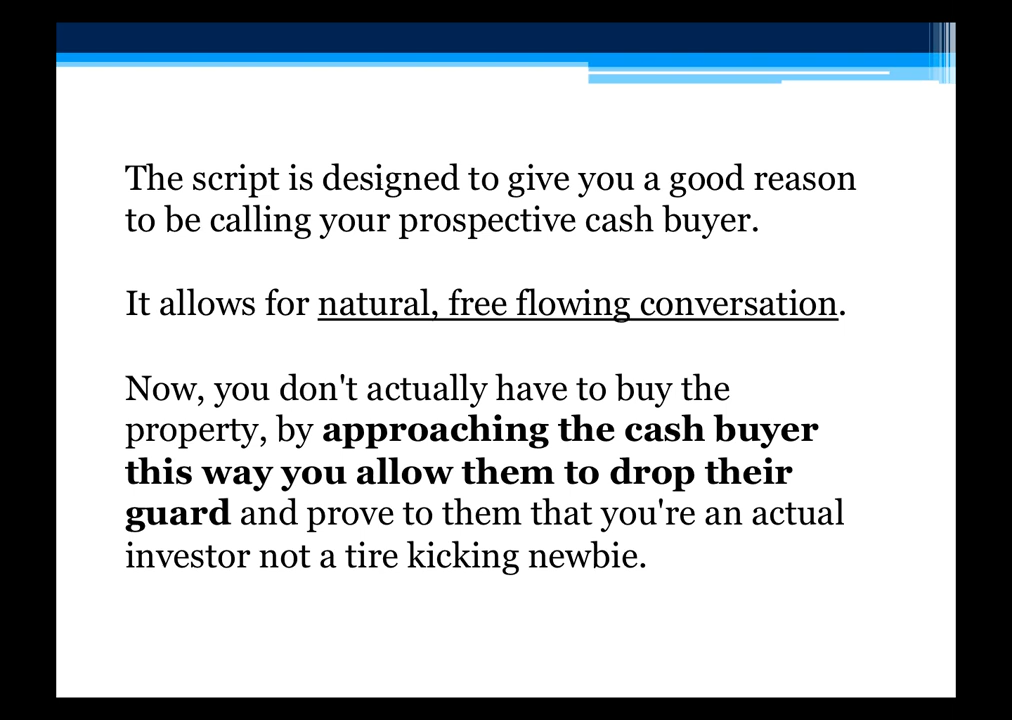 The script is designed to give you a good reason
to be calling your prospective cash buyer.
It allows for natural, free flowing conversation.
Now, you don't actually have to buy the
property, by approaching the cash buyer
this way you allow them to drop their
guard and prove to them that you're an actual
investor not a tire kicking newbie.